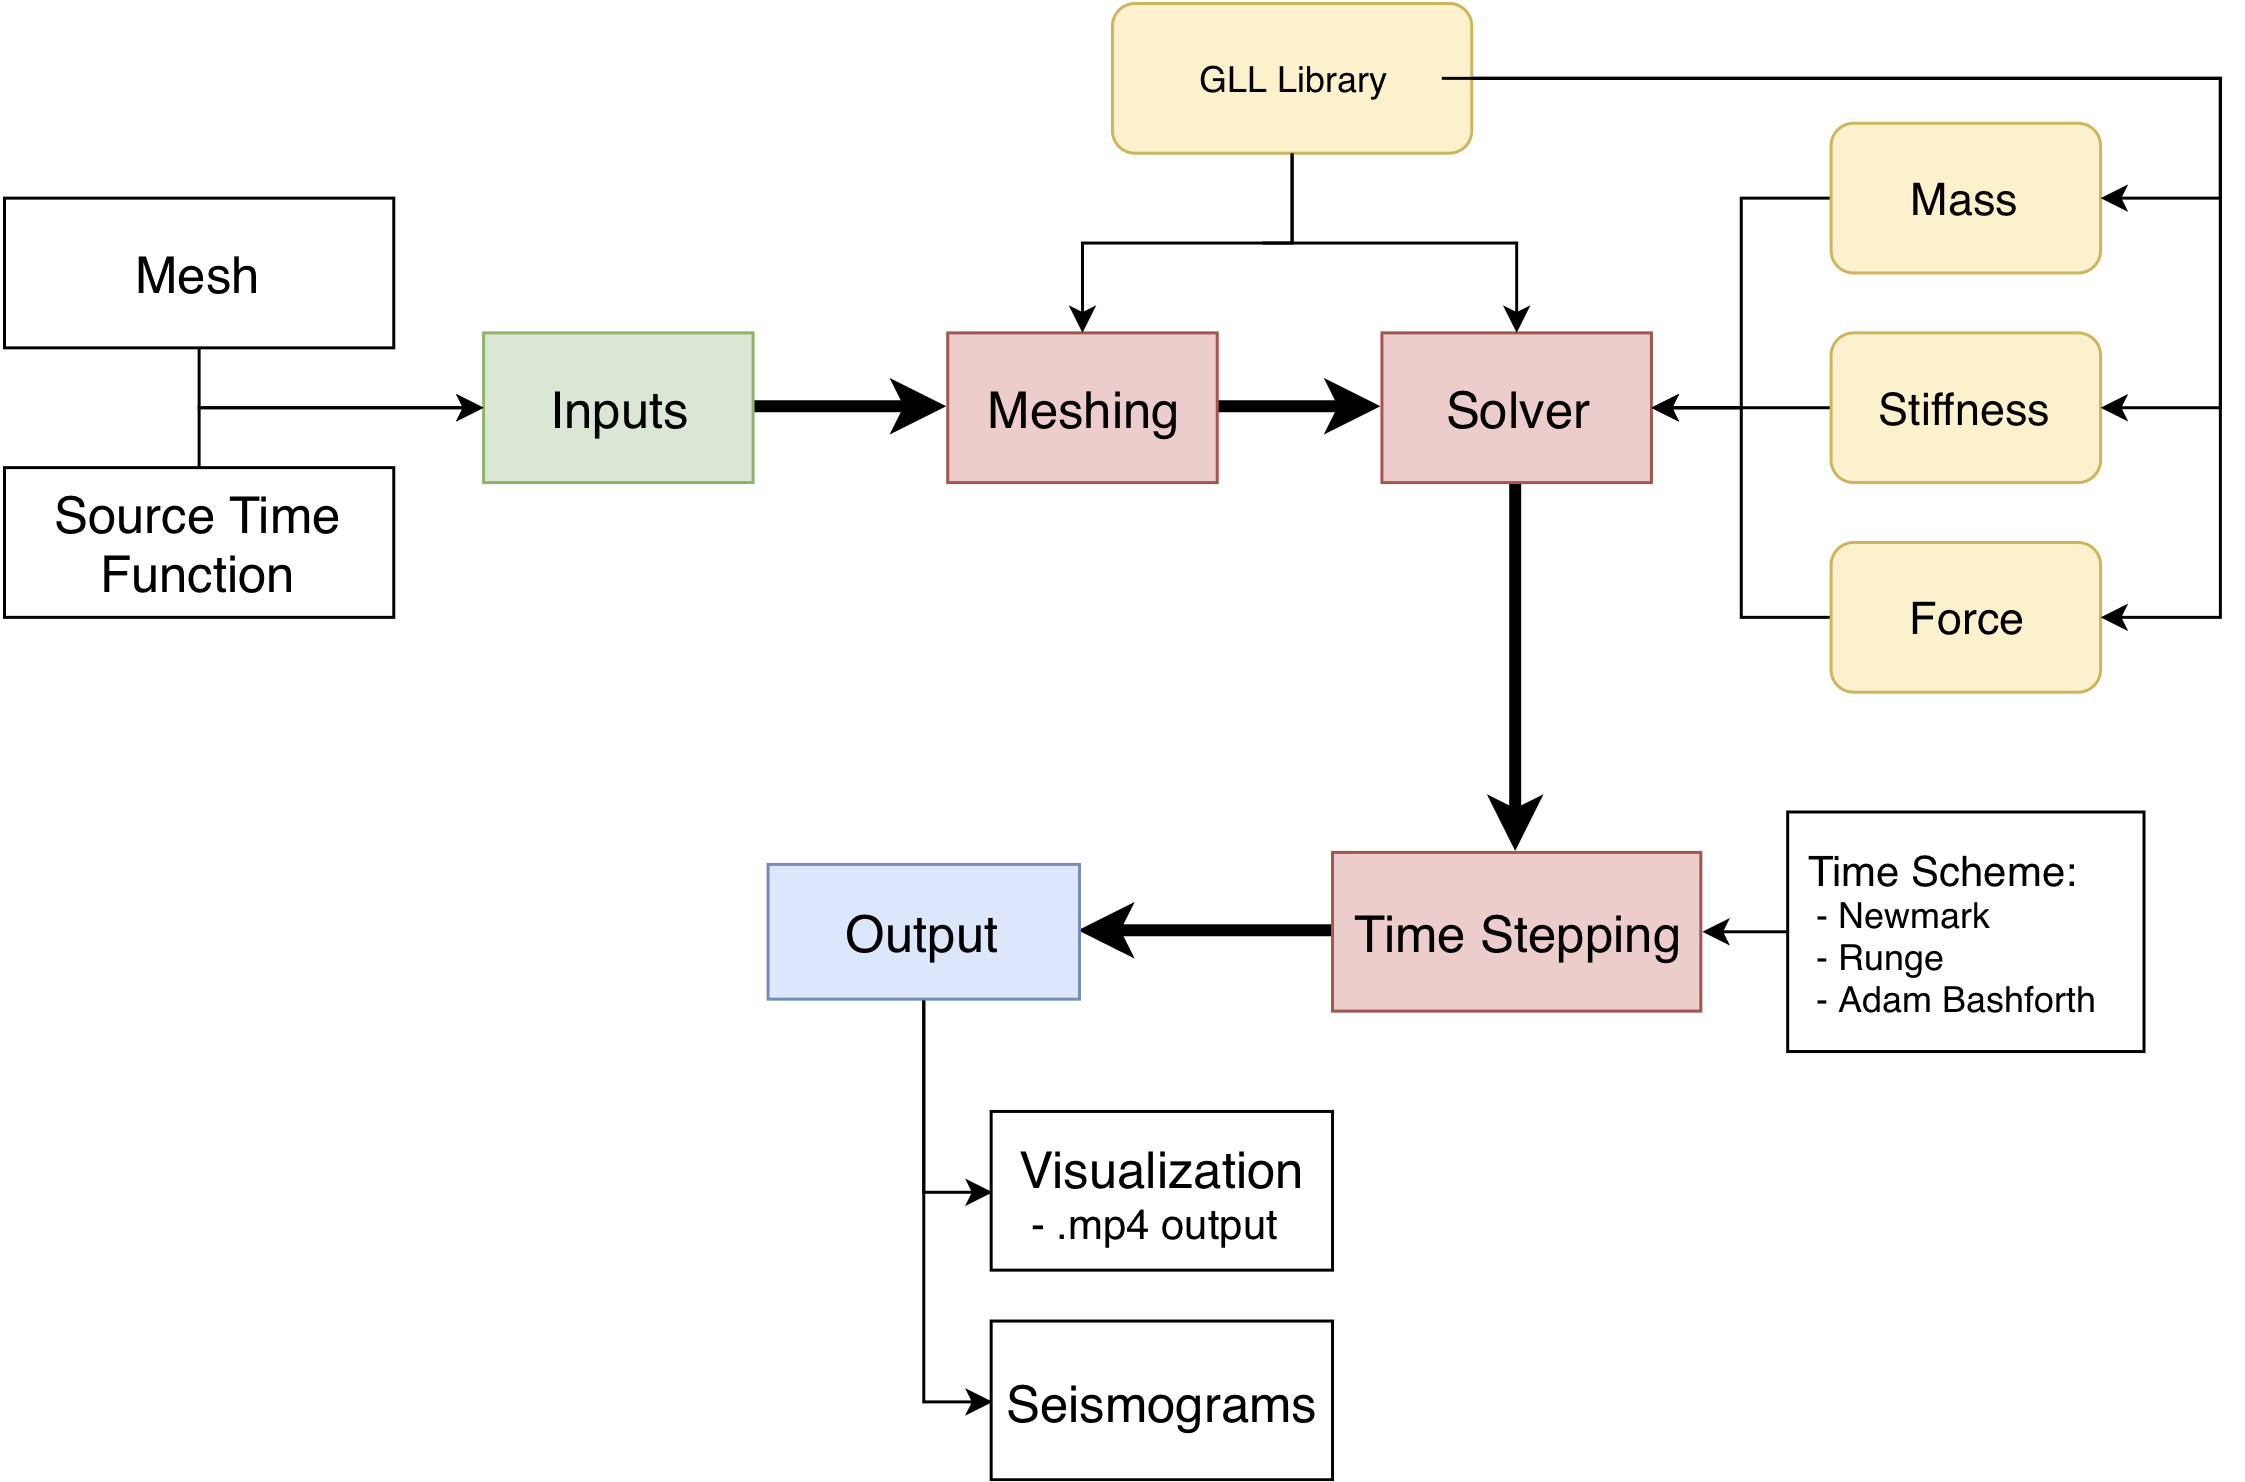 GLL Library
Mass
Mesh
Inputs
Meshing
Solver
Stiffness
Source Time
Function
Force
Time Scheme:
- Newmark
- Runge
- Adam Bashforth
Time Stepping
Output
Visualization
- .mp4 output
Seismograms